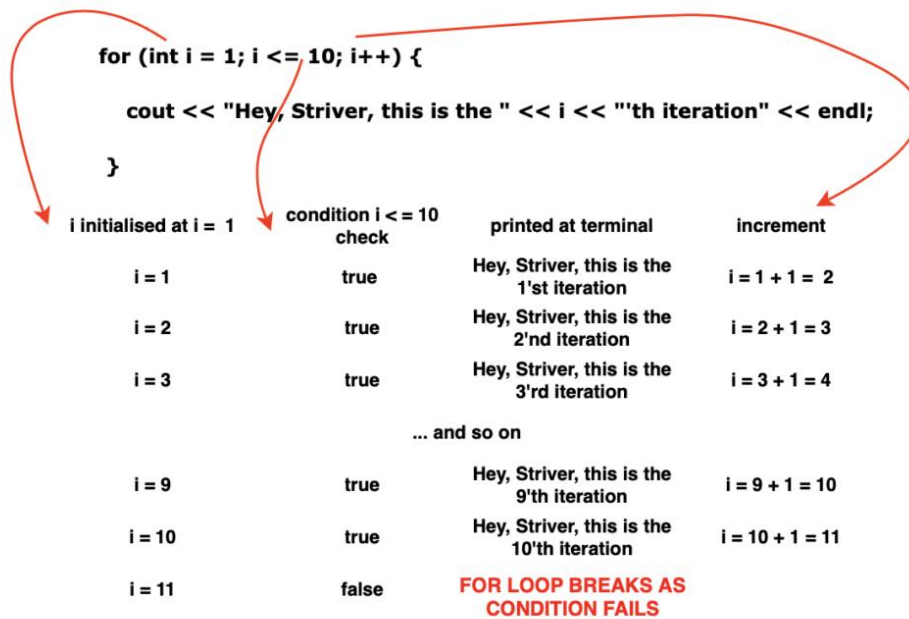 for (int i = 1; i <= 10; i++) {
cout << "Hey, Striver, this is the " << i << "'th iteration" << endl;
}
i initialised at i = 1
condition i < = 10
check
printed at terminal
increment
i = 1
true
Hey, Striver, this is the
1'st iteration
i = 1 + 1 = 2
i = 2
true
Hey, Striver, this is the
2'nd iteration
i = 2 + 1 = 3
i = 3
true
Hey, Striver, this is the
3'rd iteration
i = 3 + 1 = 4
... and so on
i = 9
true
Hey, Striver, this is the
9'th iteration
i = 9 + 1 = 10
i = 10
true
Hey, Striver, this is the
10'th iteration
i = 10 + 1 = 11
i = 11
false
FOR LOOP BREAKS AS
CONDITION FAILS